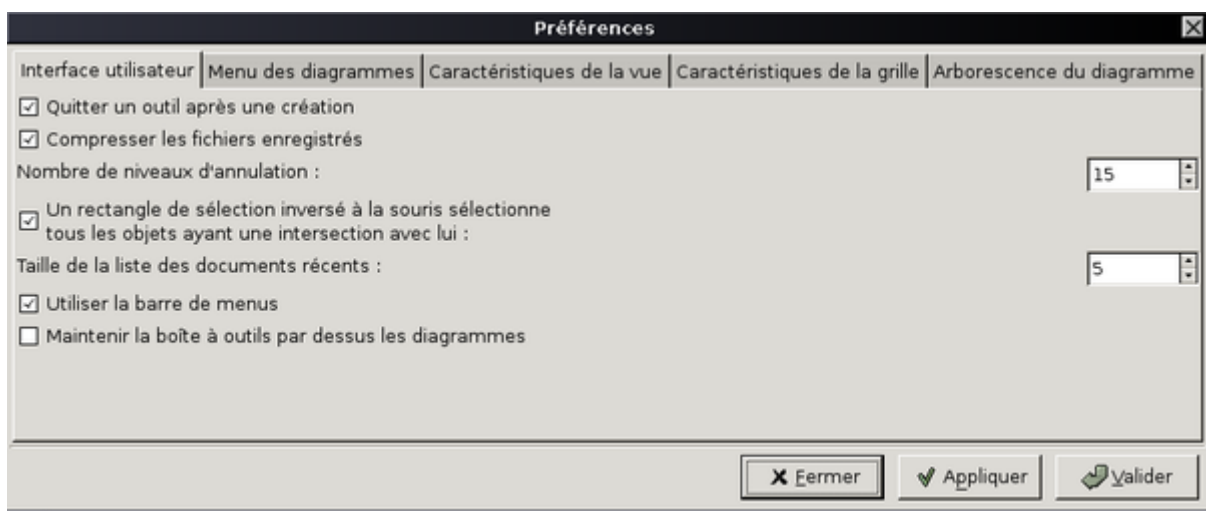 Préférences
Interface utilisateur Menu des diagrammes Caractéristiques de la vue Caractéristiques de la grille Arborescence du diagramme
Quitter un outil après une création
Compresser les fichiers enregistrés
Nombre de niveaux d'annulation : 15
Un rectangle de sélection inversé à la souris sélectionne
tous les objets ayant une intersection avec lui :
Taille de la liste des documents récents : 5
Utiliser la barre de menus
Maintenir la boîte à outils par dessus les diagrammes
Fermer Appliquer Valider